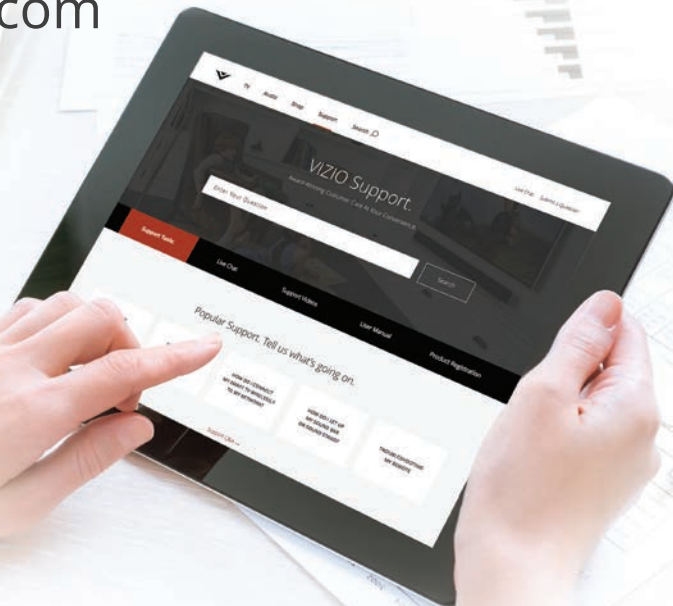 com
TV Audio Shop Support Search
Live Chat Submit a Question
VIZIO Support.
Award-Winning Customer Care At Your Convenience.
Enter Your Question
Search
Support Tools:
Live Chat
Support Videos
User Manual
Product Registration
Popular Support. Tell us what's going on.
HOW DO I CONNECT
MY SMART TV WIRELESSLY
TO MY NETWORK?
HOW DO I SET UP
MY SOUND BAR
OR SOUND STAND?
TROUBLESHOOTING
MY REMOTE
Support Q&A